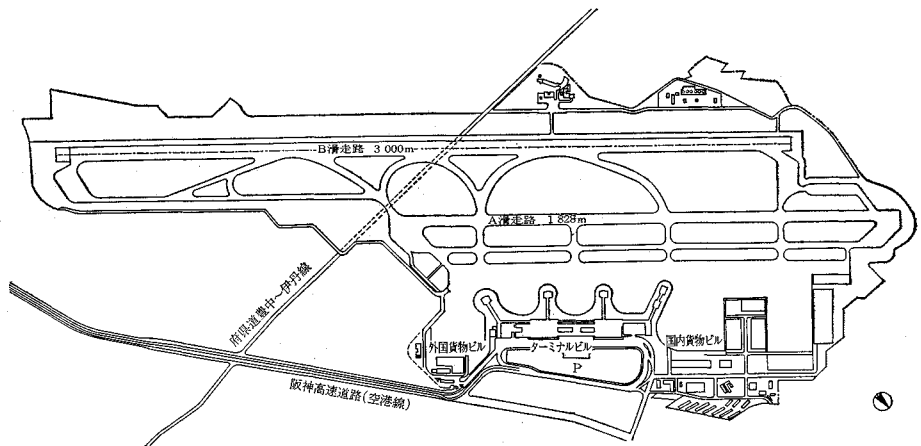 B滑走路 3 000m
A滑走路 1 828m
府県道豊中〜伊丹線
外国貨物ビル
ターミナルビル
国内貨物ビル
P
阪神高速道路(空港線)